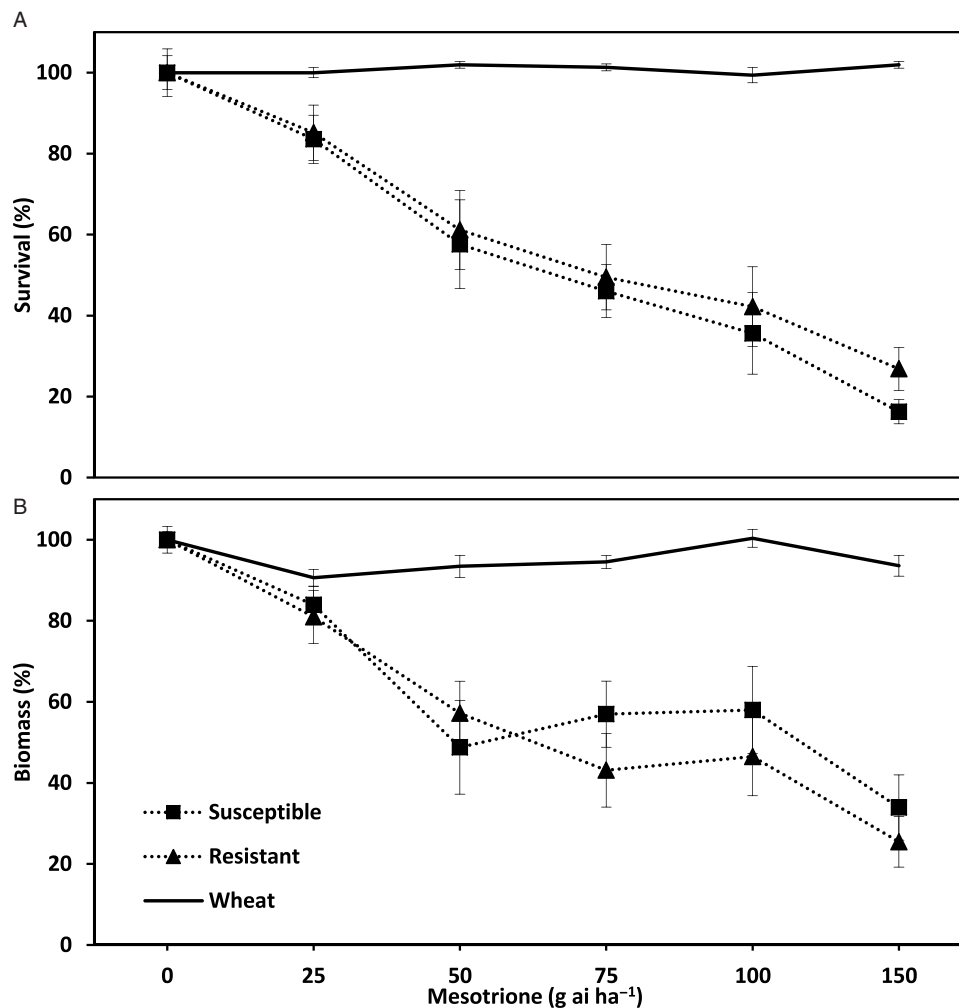 A
100
80
60
40
20
0
Survival (%)
B
100
80
60
40
20
0
Biomass (%)
Susceptible
Resistant
Wheat
0 25 50 75 100 150
Mesotrione (g ai ha⁻¹)